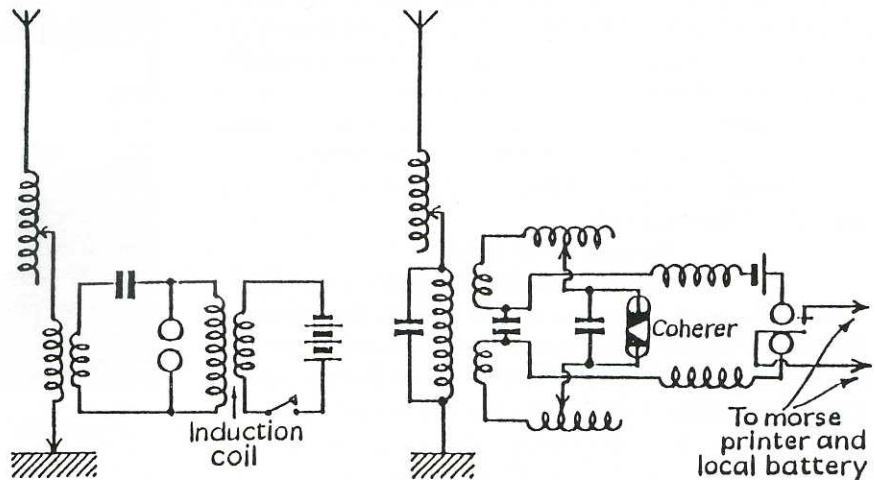 Induction
coil
Coherer
To morse
printer and
local battery